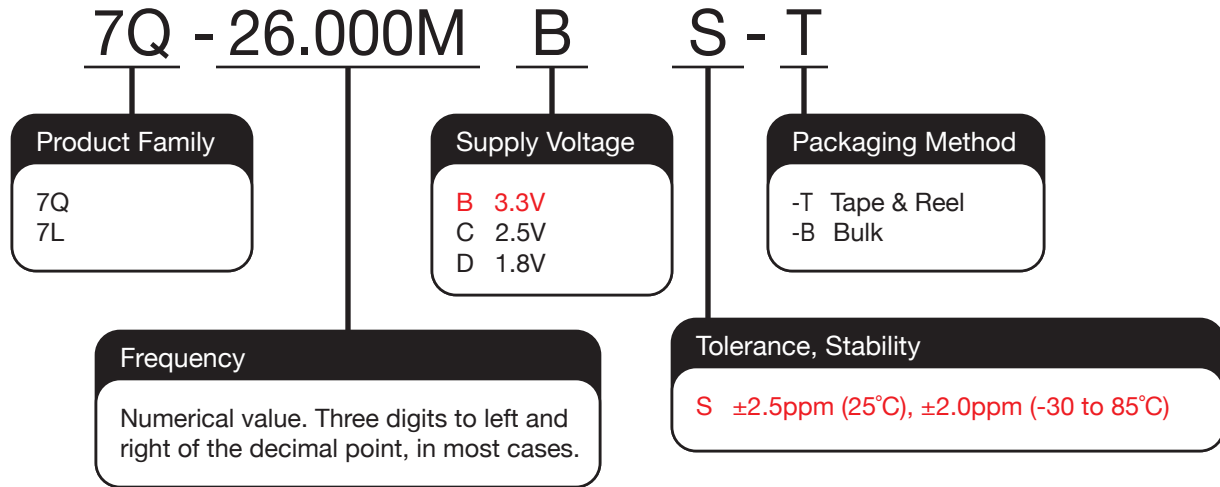 7Q - 26.000M B S - T
Product Family
7Q
7L
Supply Voltage
B 3.3V
C 2.5V
D 1.8V
Packaging Method
-T Tape & Reel
-B Bulk
Frequency
Numerical value. Three digits to left and
right of the decimal point, in most cases.
Tolerance, Stability
S ±2.5ppm (25°C), ±2.0ppm (-30 to 85°C)